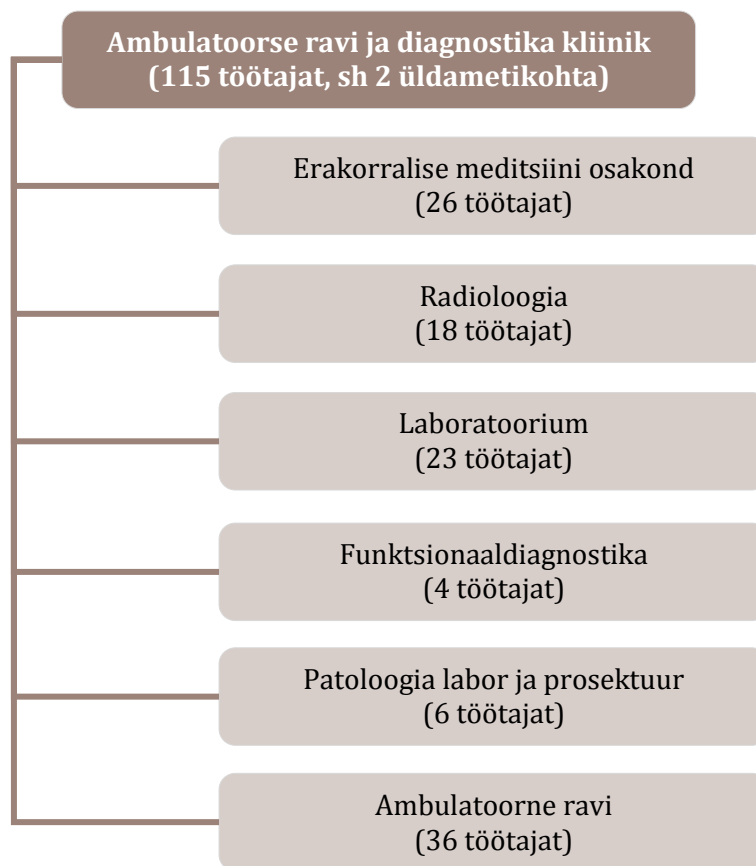 Ambulatoorse ravi ja diagnostika kliinik
(115 töötajat, sh 2 üldametikohta)
Erakorralise meditsiini osakond
(26 töötajat)
Radioloogia
(18 töötajat)
Laboratoorium
(23 töötajat)
Funktsionaaldiagnostika
(4 töötajat)
Patoloogia labor ja prosektuur
(6 töötajat)
Ambulatoorne ravi
(36 töötajat)